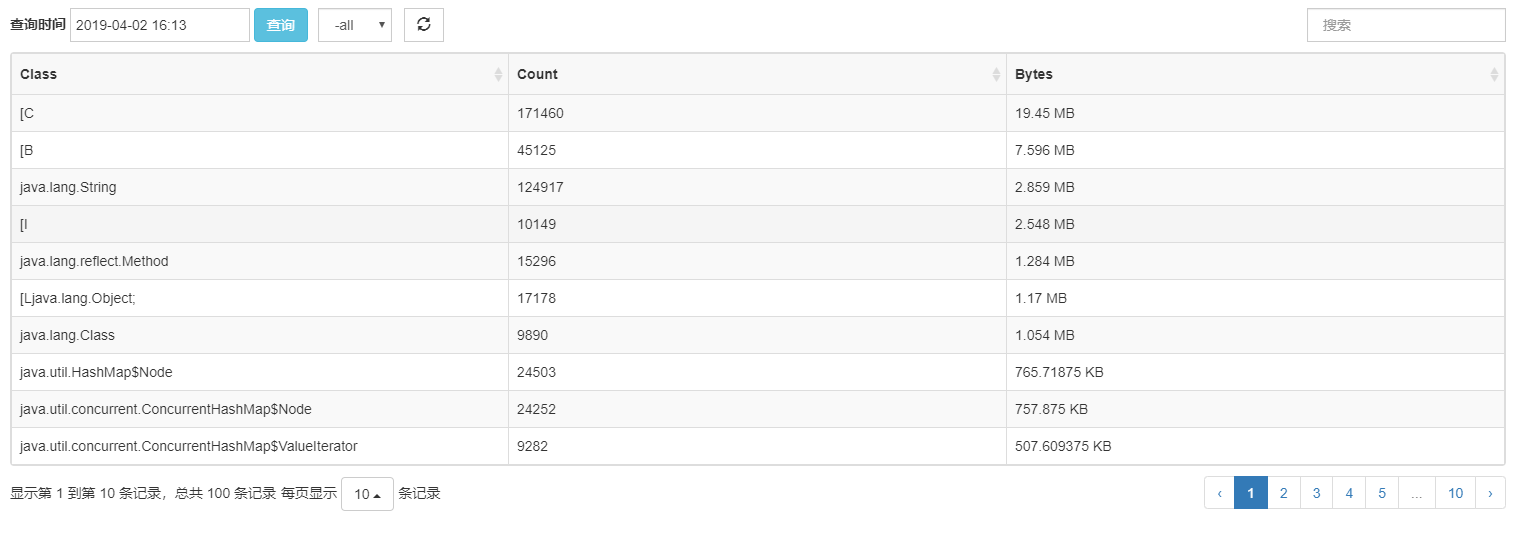 查询时间 2019-04-02 16:13 查询 -all 搜索
Class Count Bytes
[C 171460 19.45 MB
[B 45125 7.596 MB
java.lang.String 124917 2.859 MB
[I 10149 2.548 MB
java.lang.reflect.Method 15296 1.284 MB
[Ljava.lang.Object; 17178 1.17 MB
java.lang.Class 9890 1.054 MB
java.util.HashMap$Node 24503 765.71875 KB
java.util.concurrent.ConcurrentHashMap$Node 24252 757.875 KB
java.util.concurrent.ConcurrentHashMap$ValueIterator 9282 507.609375 KB
显示第 1 到第 10 条记录，总共 100 条记录 每页显示 10 条记录 ‹ 1 2 3 4 5 ... 10 ›